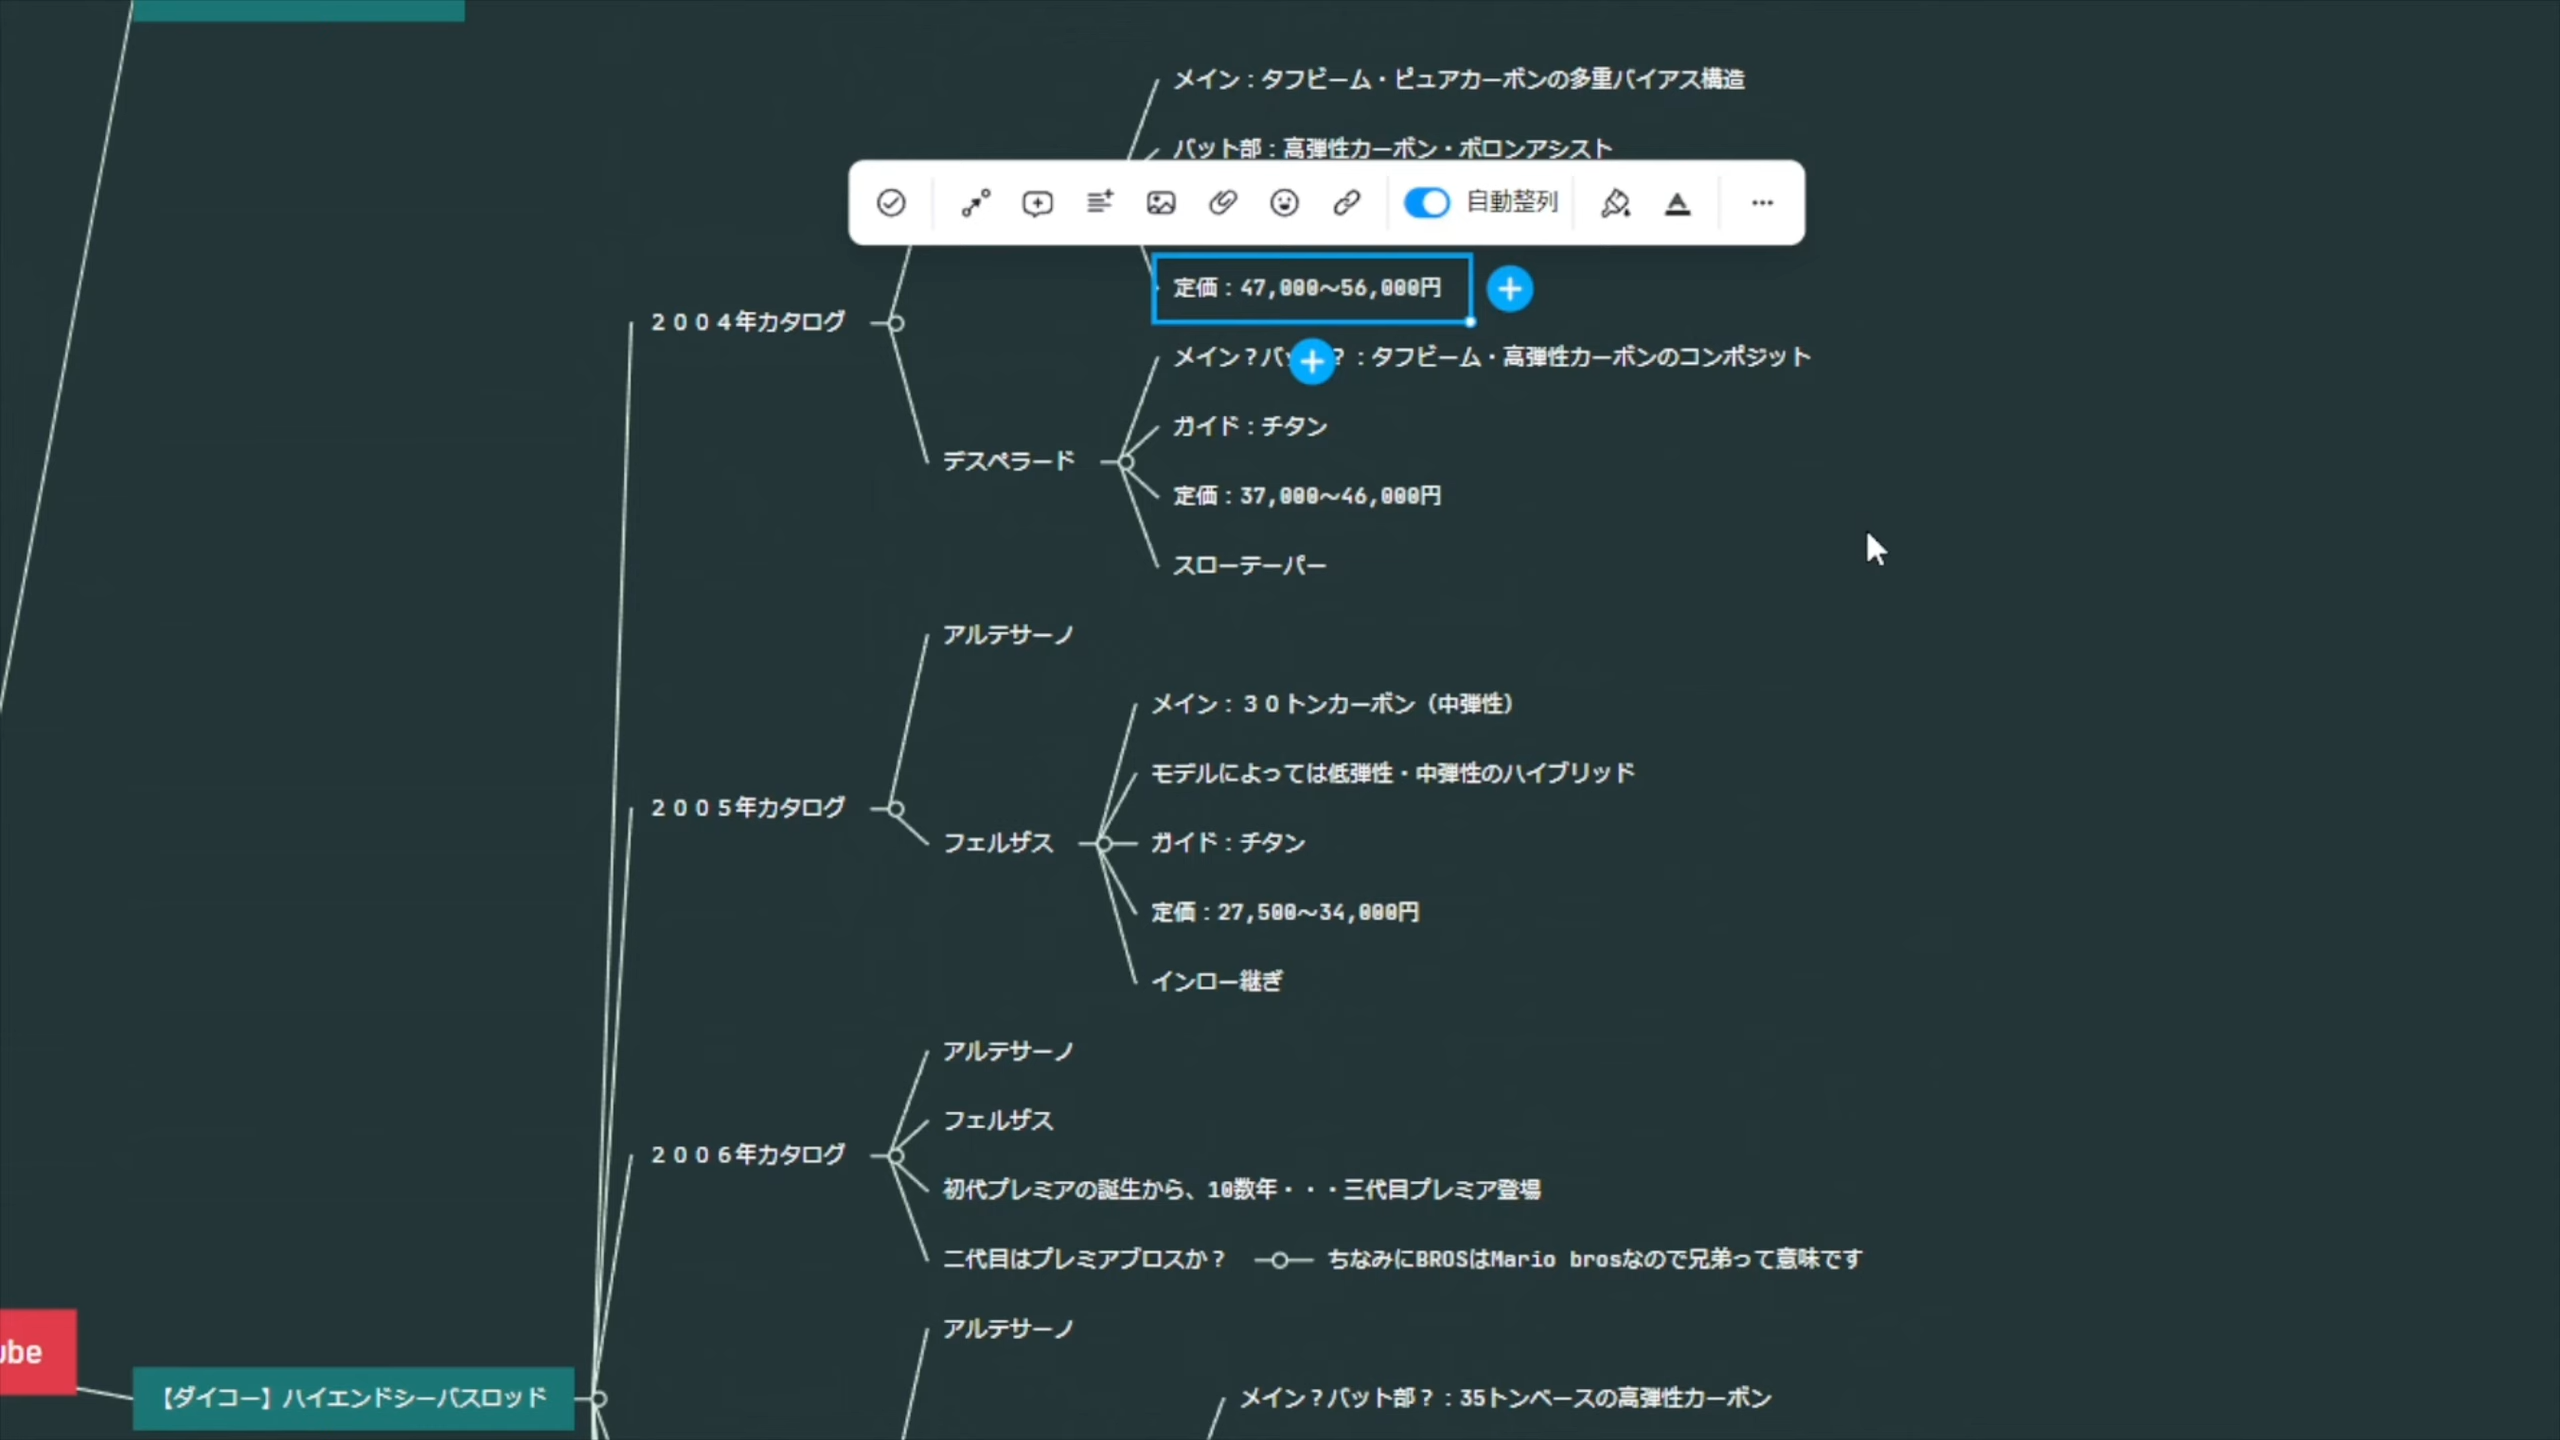 メイン：タフビーム・ピュアカーボンの多重バイアス構造
バット部：高弾性カーボン・ボロンアシスト
自動整列
定価：47,000～56,000円
２００４年カタログ
メイン？バッ？：タフビーム・高弾性カーボンのコンポジット
ガイド：チタン
デスペラード
定価：37,000～46,000円
スローテーパー
アルテサーノ
メイン：３０トンカーボン（中弾性）
モデルによっては低弾性・中弾性のハイブリッド
２００５年カタログ
フェルザス
ガイド：チタン
定価：27,500～34,000円
インロー継ぎ
アルテサーノ
フェルザス
２００６年カタログ
初代プレミアの誕生から、10数年・・・三代目プレミア登場
二代目はプレミアブロスか？
ちなみにBROSはMario brosなので兄弟って意味です
アルテサーノ
ube
【ダイコー】ハイエンドシーバスロッド
メイン？バット部？：35トンベースの高弾性カーボン